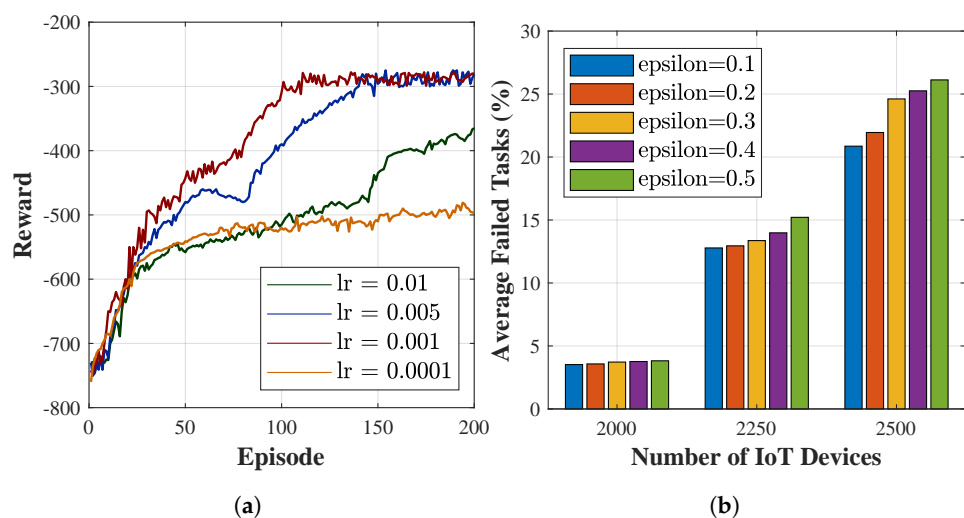 -200
-300
-400
-500
-600
-700
-800
Reward
lr = 0.01
lr = 0.005
lr = 0.001
lr = 0.0001
0
50
100
150
200
Episode
(a)
30
25
20
15
10
5
0
Average Failed Tasks (%)
epsilon=0.1
epsilon=0.2
epsilon=0.3
epsilon=0.4
epsilon=0.5
2000
2250
2500
Number of IoT Devices
(b)